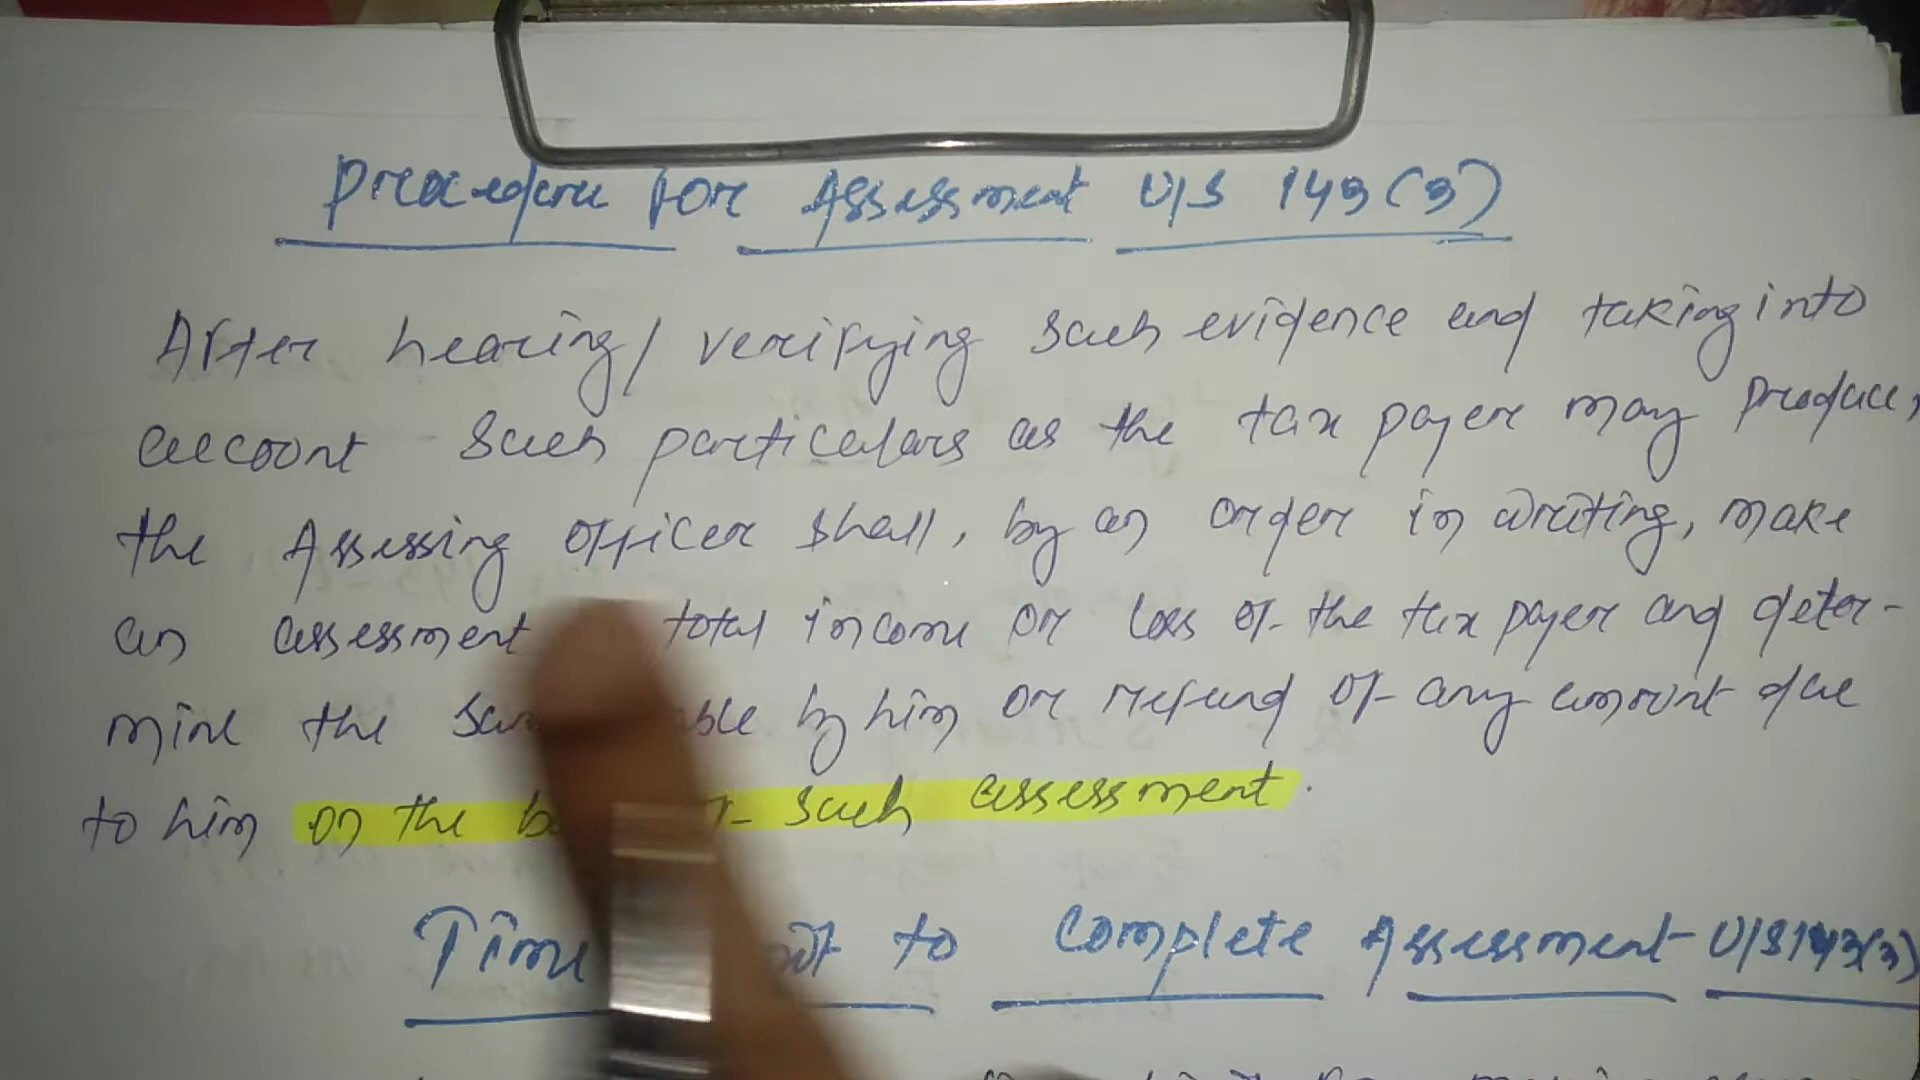 Procedure for Assessment U/S 143(3)
After hearing/ verifying such evidence and taking into
account such particulars as the tax payer may produce,
the Assessing officer shall, by an order in writing, make
an assessment total income or loss of the tax payer and deter-
mine the by him or refund of any amount due
to him on the such assessment.
Time to complete Assessment U/S 143(3)